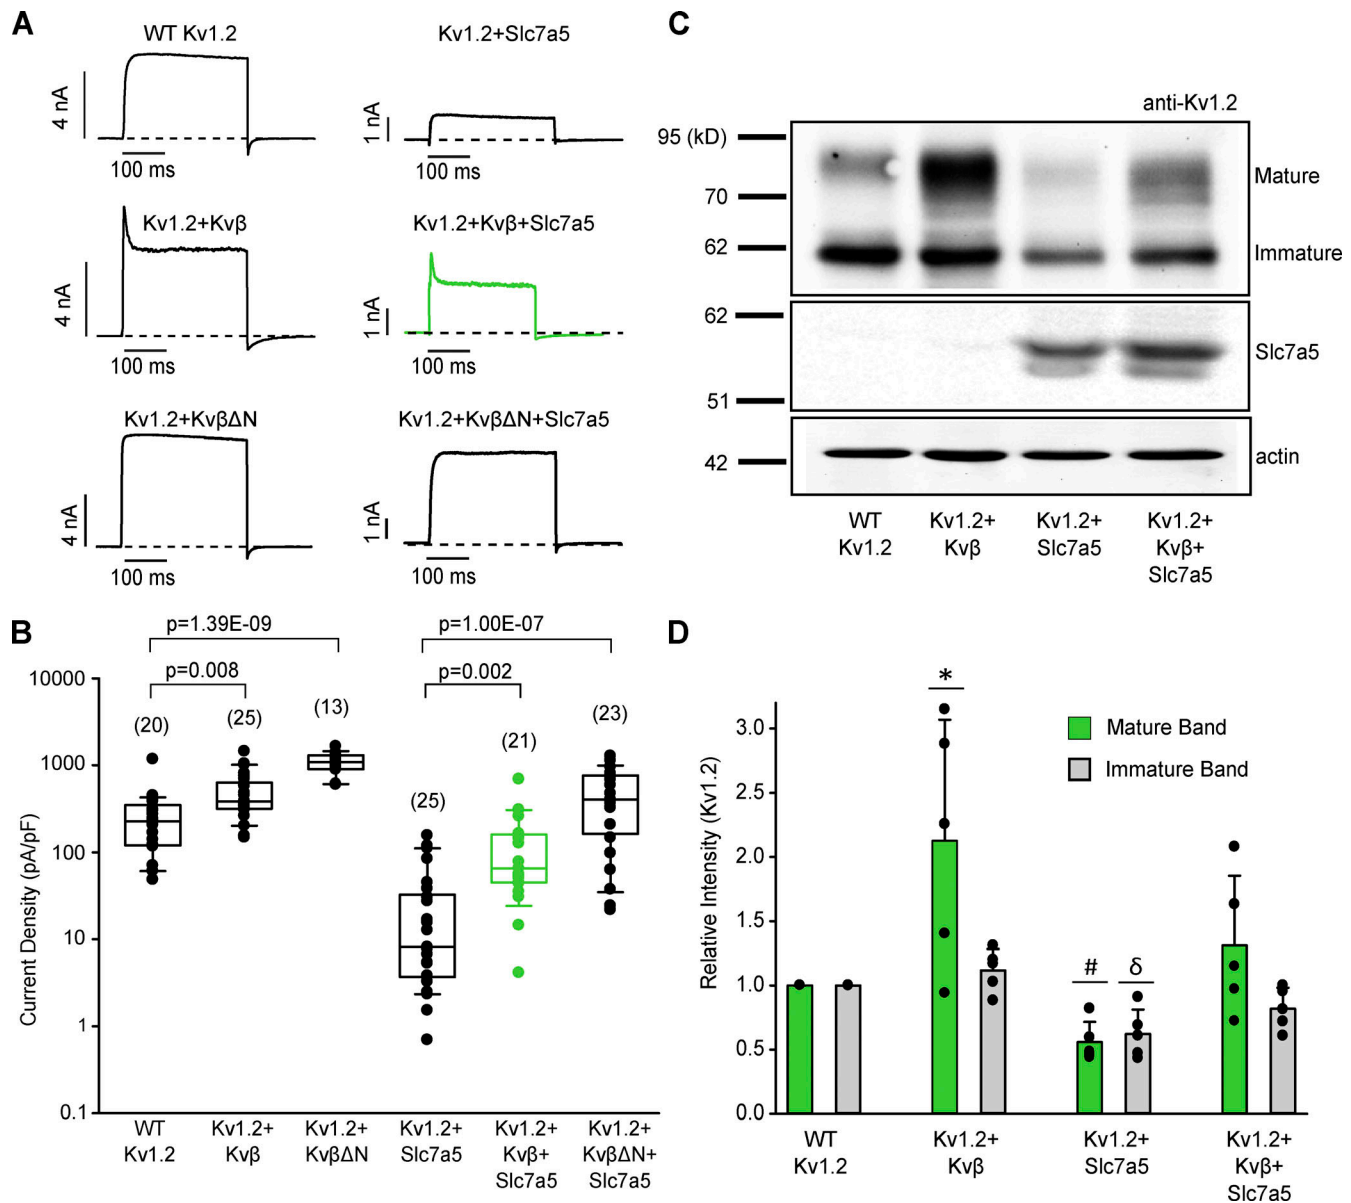 A
WT Kv1.2
4 nA
100 ms
Kv1.2+Slc7a5
1 nA
100 ms
Kv1.2+Kvβ
4 nA
100 ms
Kv1.2+Kvβ+Slc7a5
1 nA
100 ms
Kv1.2+KvβΔN
4 nA
100 ms
Kv1.2+KvβΔN+Slc7a5
1 nA
100 ms
B
p=1.39E-09
p=0.008
p=1.00E-07
p=0.002
(20)
(25)
(13)
(25)
(21)
(23)
Current Density (pA/pF)
10000
1000
100
10
1
0.1
WT
Kv1.2
Kv1.2+
Kvβ
Kv1.2+
KvβΔN
Kv1.2+
Slc7a5
Kv1.2+
Kvβ+
Slc7a5
Kv1.2+
KvβΔN+
Slc7a5
C
anti-Kv1.2
95 (kD)
70
62
Mature
Immature
62
51
Slc7a5
42
actin
WT
Kv1.2
Kv1.2+
Kvβ
Kv1.2+
Slc7a5
Kv1.2+
Kvβ+
Slc7a5
D
Relative Intensity (Kv1.2)
3.0
2.5
2.0
1.5
1.0
0.5
0.0
*
#
δ
Mature Band
Immature Band
WT
Kv1.2
Kv1.2+
Kvβ
Kv1.2+
Slc7a5
Kv1.2+
Kvβ+
Slc7a5